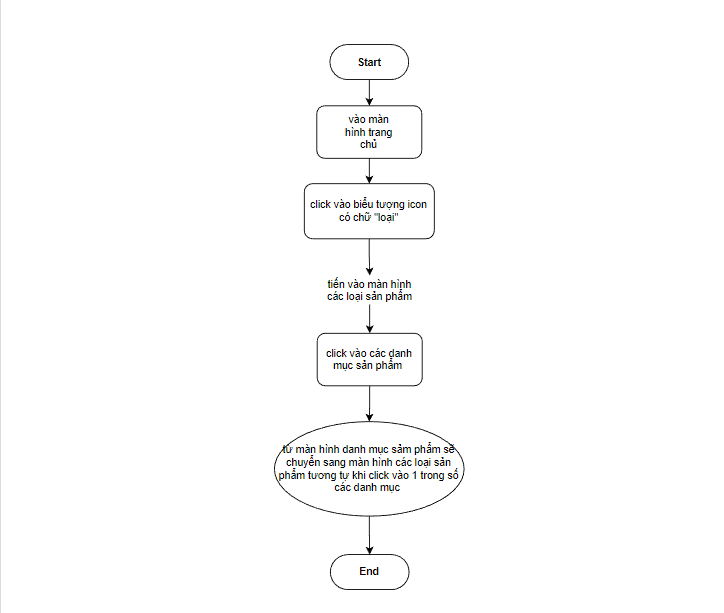 Start
vào màn
hình trang
chủ
click vào biểu tượng icon
có chữ "loại"
tiến vào màn hình
các loại sản phẩm
click vào các danh
mục sản phẩm
từ màn hình danh mục sảm phẩm sẽ
chuyển sang màn hình các loại sản
phẩm tương tự khi click vào 1 trong số
các danh mục
End